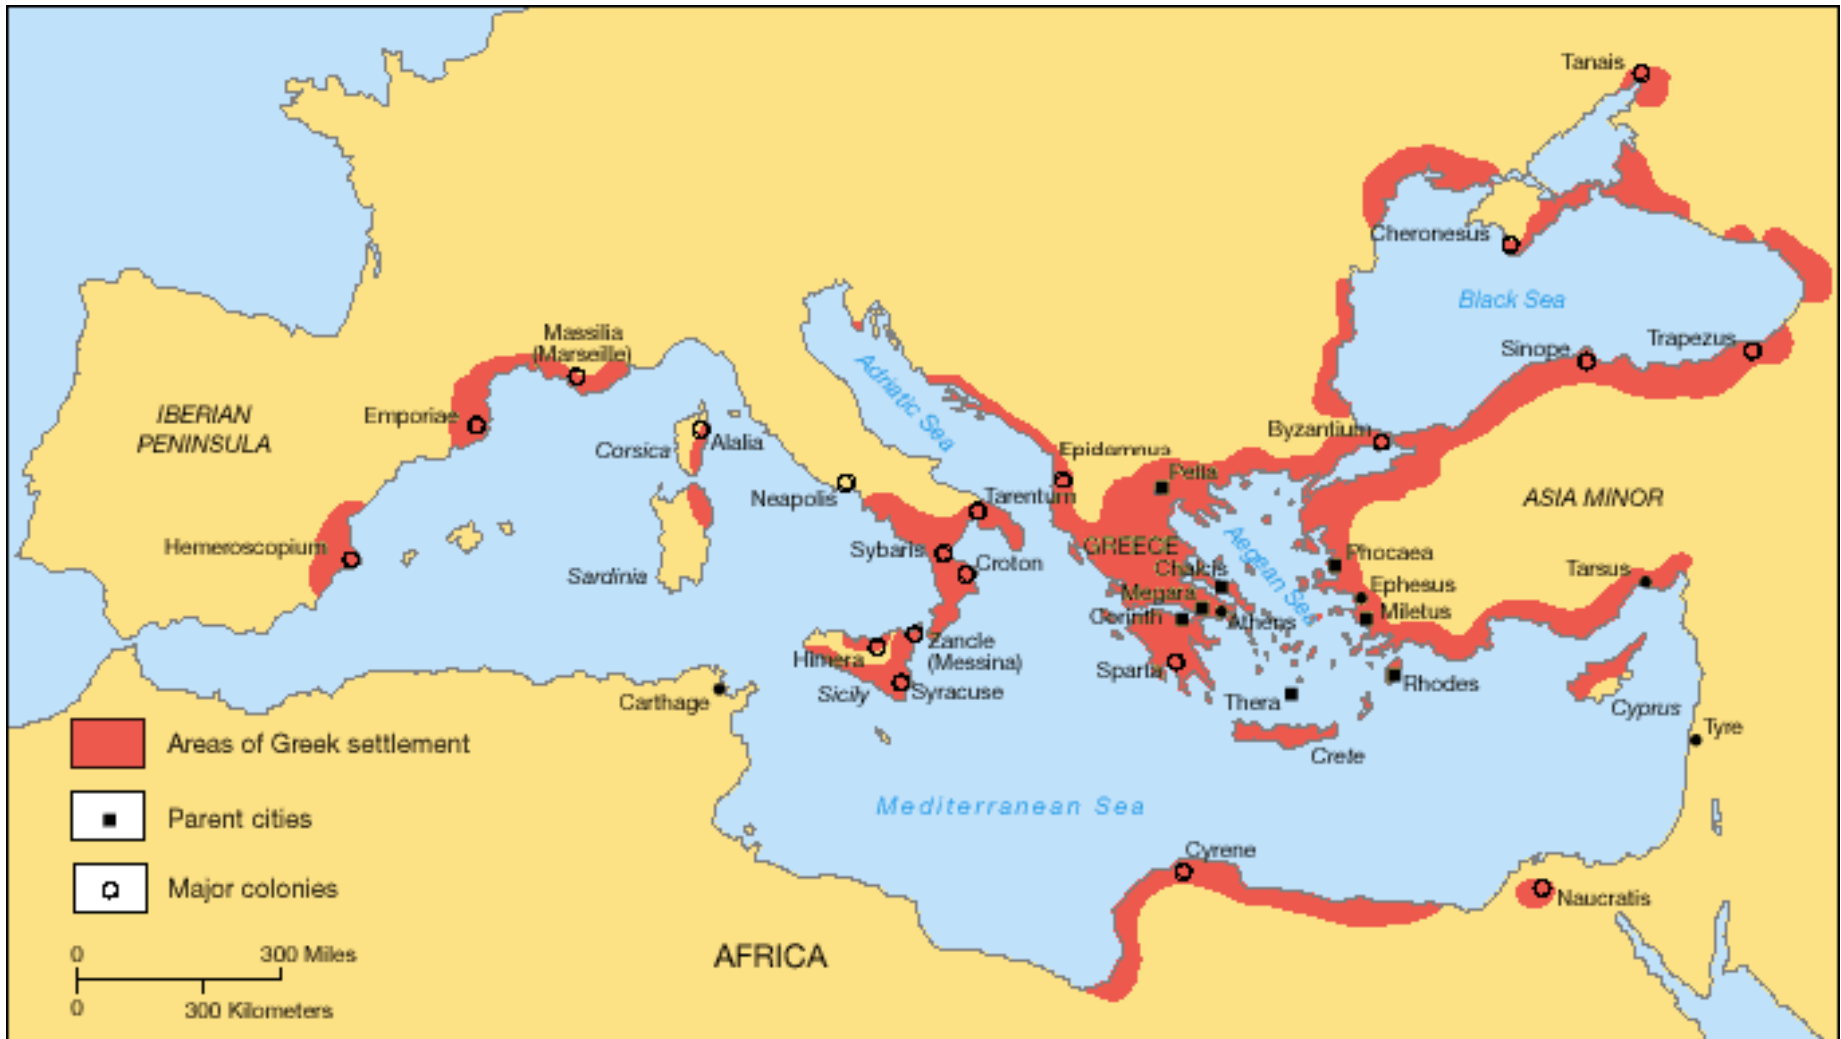 Tanais
Cheronesus
Black Sea
Massilia
(Marseille)
Sinope
Trapezus
Adriatic Sea
IBERIAN
PENINSULA
Emporiae
Corsica
Alalia
Byzantium
Epidamnus
Pella
Neapolis
Tarentum
ASIA MINOR
Hemeroscopium
Sybaris
GREECE
Aegean Sea
Phocaea
Croton
Chalcis
Tarsus
Sardinia
Ephesus
Megara
Miletus
Corinth
Athens
Zancle
(Messina)
Himera
Sparta
Rhodes
Carthage
Sicily
Syracuse
Thera
Cyprus
Tyre
Areas of Greek settlement
Crete
Mediterranean Sea
Parent cities
Cyrene
Major colonies
Naucratis
AFRICA
0 300 Miles
0 300 Kilometers